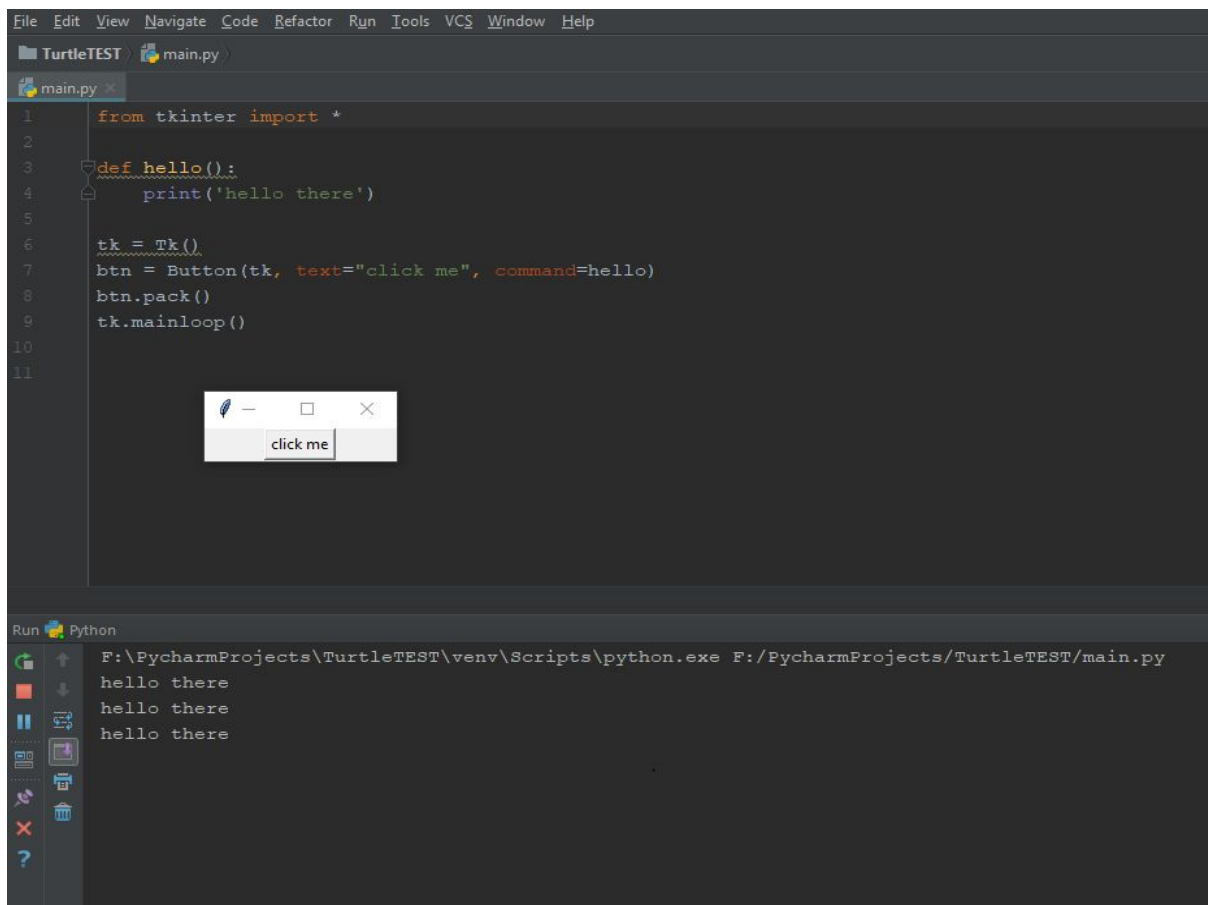 File Edit View Navigate Code Refactor Run Tools VCS Window Help
TurtleTEST main.py
main.py
1 from tkinter import *
2
3 def hello():
4     print('hello there')
5
6 tk = Tk()
7 btn = Button(tk, text="click me", command=hello)
8 btn.pack()
9 tk.mainloop()
10
11
click me
Run Python
F:\PycharmProjects\TurtleTEST\venv\Scripts\python.exe F:/PycharmProjects/TurtleTEST/main.py
hello there
hello there
hello there
?